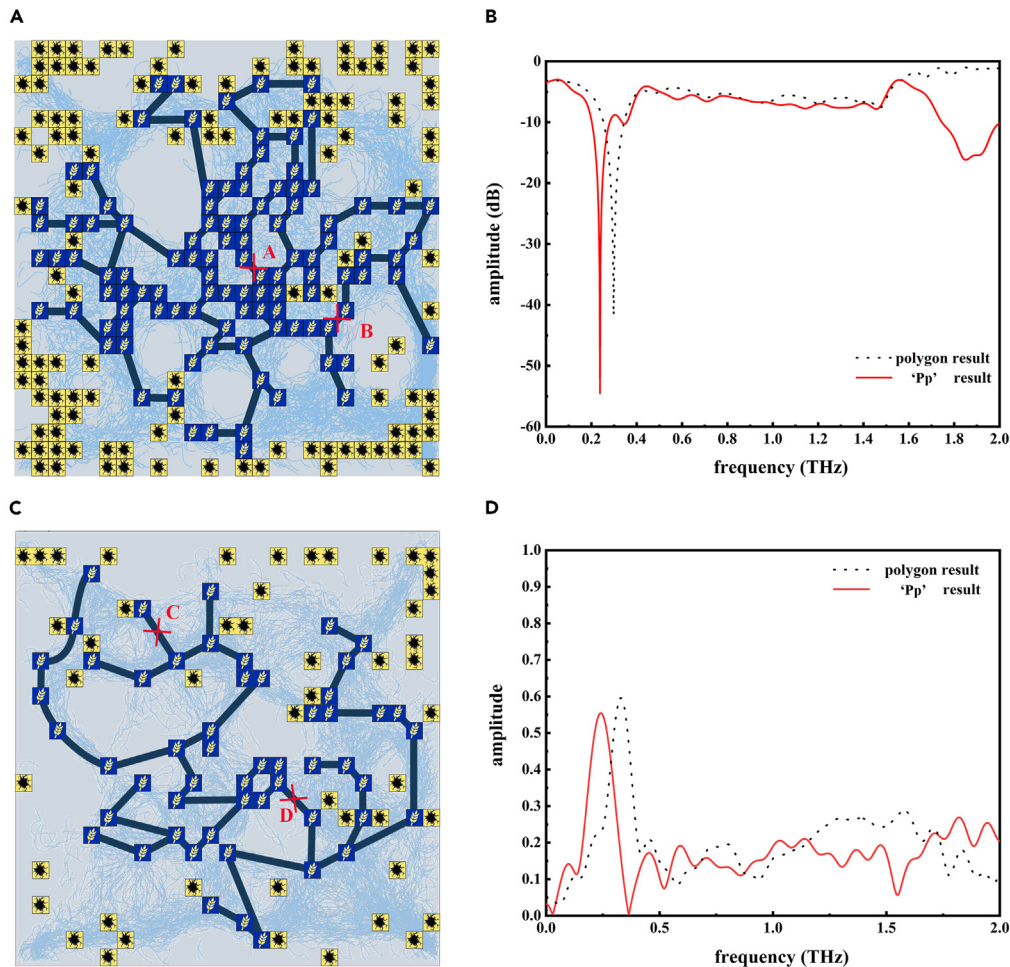 A
A
B
B
0
-10
-20
-30
-40
-50
-60
amplitude (dB)
polygon result
‘Pp’ result
0.0 0.2 0.4 0.6 0.8 1.0 1.2 1.4 1.6 1.8 2.0
frequency (THz)
C
C
D
D
1.0
0.9
0.8
0.7
0.6
0.5
0.4
0.3
0.2
0.1
0.0
amplitude
polygon result
‘Pp’ result
0.0 0.5 1.0 1.5 2.0
frequency (THz)